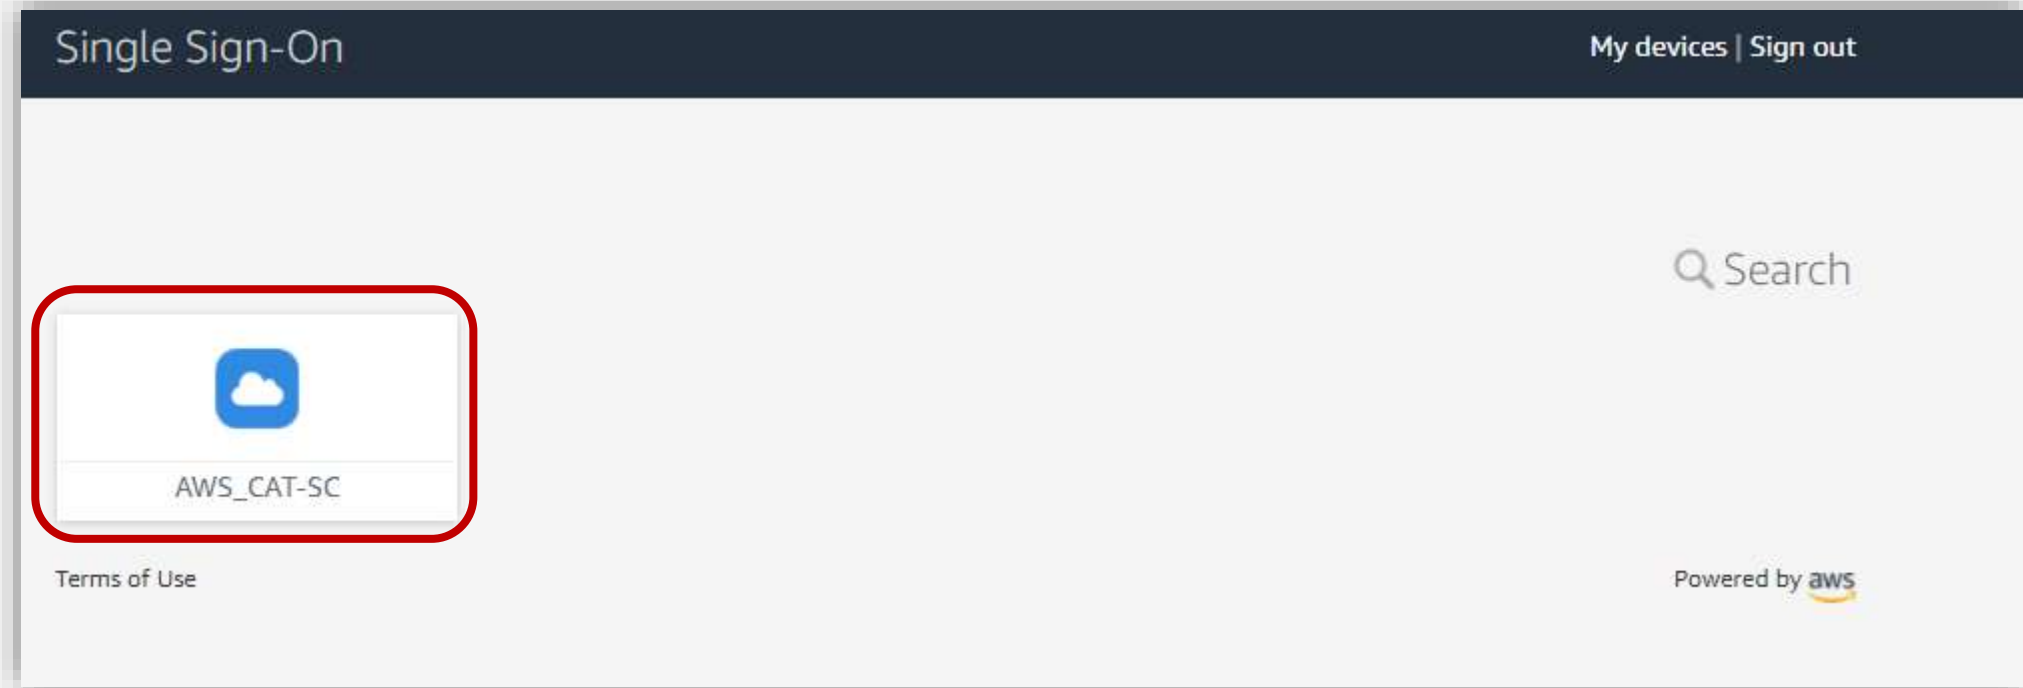 Single Sign-On
My devices | Sign out
Search
AWS_CAT-SC
Terms of Use
Powered by aws